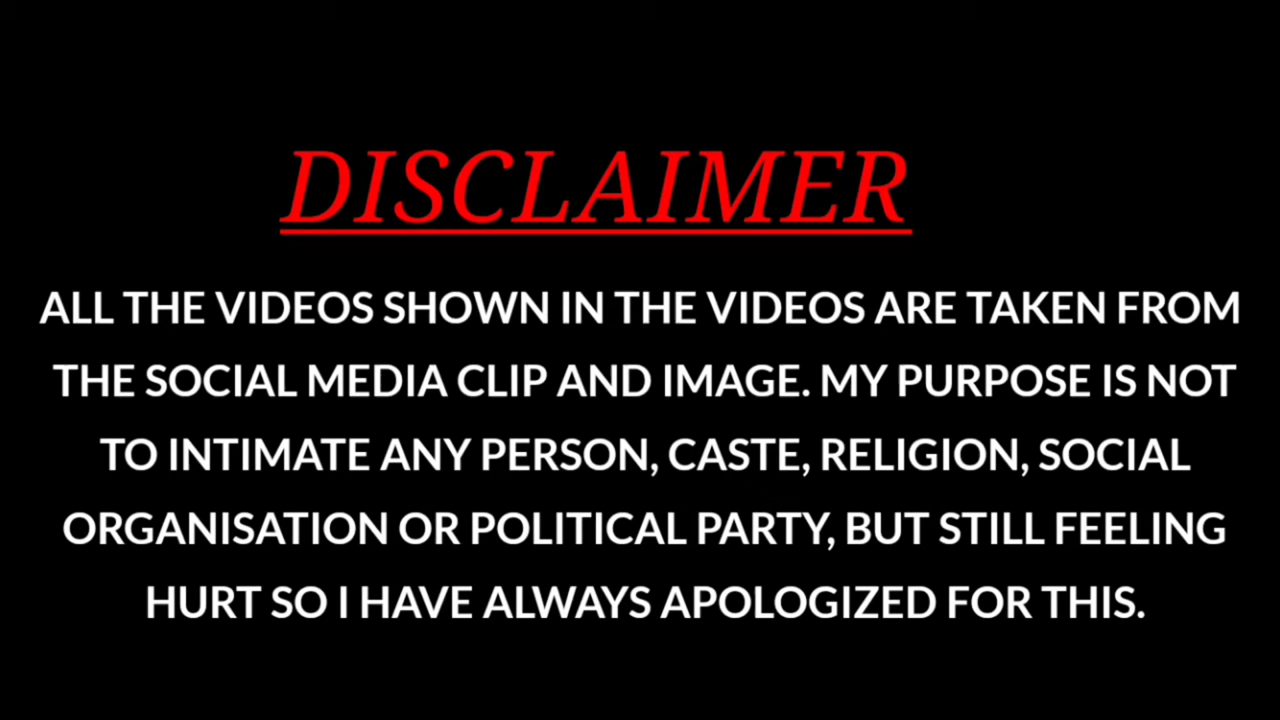 DISCLAIMER
ALL THE VIDEOS SHOWN IN THE VIDEOS ARE TAKEN FROM
THE SOCIAL MEDIA CLIP AND IMAGE. MY PURPOSE IS NOT
TO INTIMATE ANY PERSON, CASTE, RELIGION, SOCIAL
ORGANISATION OR POLITICAL PARTY, BUT STILL FEELING
HURT SO I HAVE ALWAYS APOLOGIZED FOR THIS.